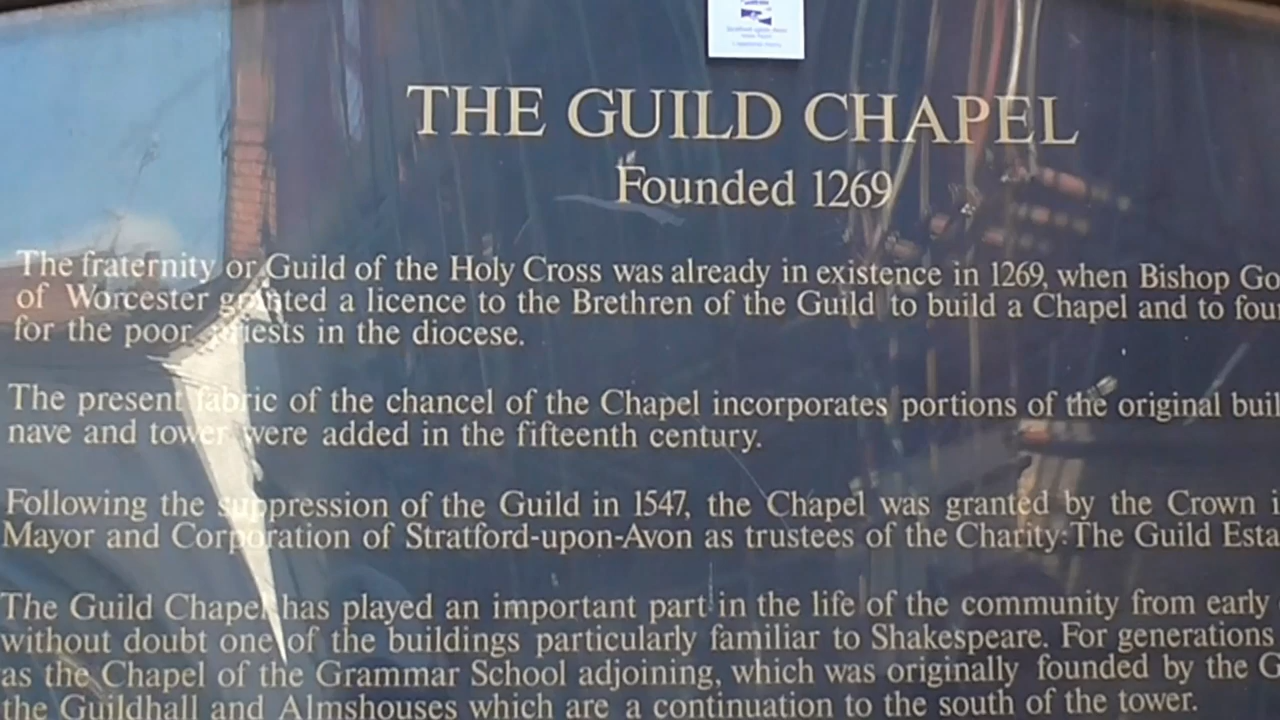 THE GUILD CHAPEL
Founded 1269
The fraternity or Guild of the Holy Cross was already in existence in 1269, when Bishop Go
of Worcester granted a licence to the Brethren of the Guild to build a Chapel and to fou
for the poor priests in the diocese.
The present fabric of the chancel of the Chapel incorporates portions of the original buil
nave and tower were added in the fifteenth century.
Following the suppression of the Guild in 1547, the Chapel was granted by the Crown i
Mayor and Corporation of Stratford-upon-Avon as trustees of the Charity: The Guild Esta
The Guild Chapel has played an important part in the life of the community from early
without doubt one of the buildings particularly familiar to Shakespeare. For generations
as the Chapel of the Grammar School adjoining, which was originally founded by the G
the Guildhall and Almshouses which are a continuation to the south of the tower.